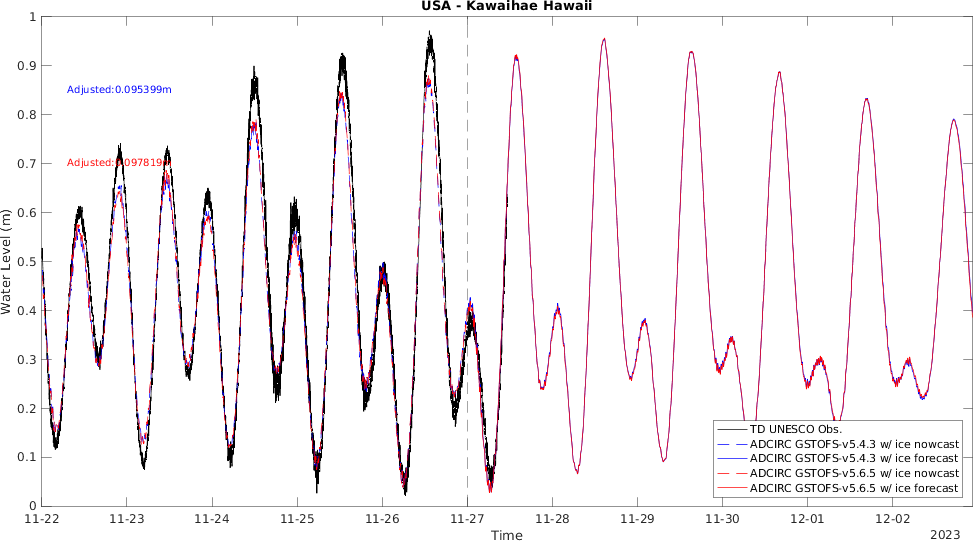 USA - Kawaihae Hawaii
1
0.9
0.8
0.7
0.6
0.5
0.4
0.3
0.2
0.1
0
Water Level (m)
Adjusted:0.095399m
Adjusted:0.097819m
TD UNESCO Obs.
ADCIRC GSTOFS-v5.4.3 w/ ice nowcast
ADCIRC GSTOFS-v5.4.3 w/ ice forecast
ADCIRC GSTOFS-v5.6.5 w/ ice nowcast
ADCIRC GSTOFS-v5.6.5 w/ ice forecast
11-22 11-23 11-24 11-25 11-26 11-27 11-28 11-29 11-30 12-01 12-02
Time
2023